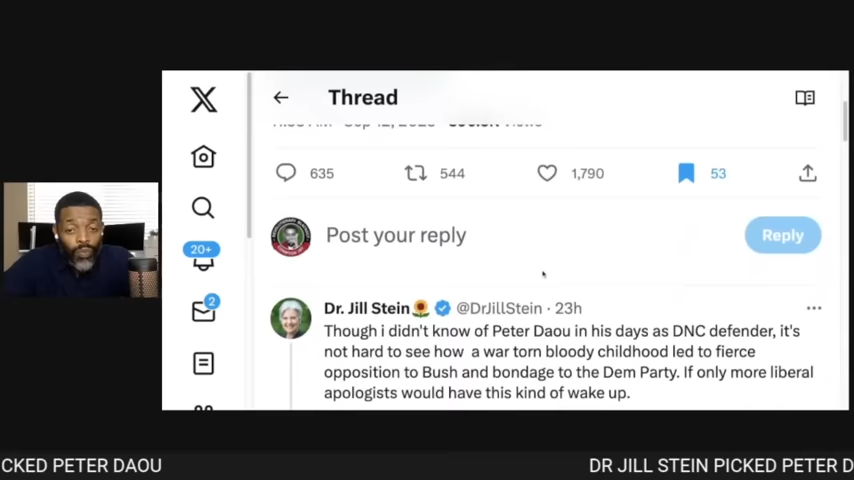 Thread
635
544
1,790
53
20+
Post your reply
Reply
2
Dr. Jill Stein🌻 @DrJillStein · 23h
Though i didn't know of Peter Daou in his days as DNC defender, it's
not hard to see how a war torn bloody childhood led to fierce
opposition to Bush and bondage to the Dem Party. If only more liberal
apologists would have this kind of wake up.
CKED PETER DAOU
DR JILL STEIN PICKED PETER D